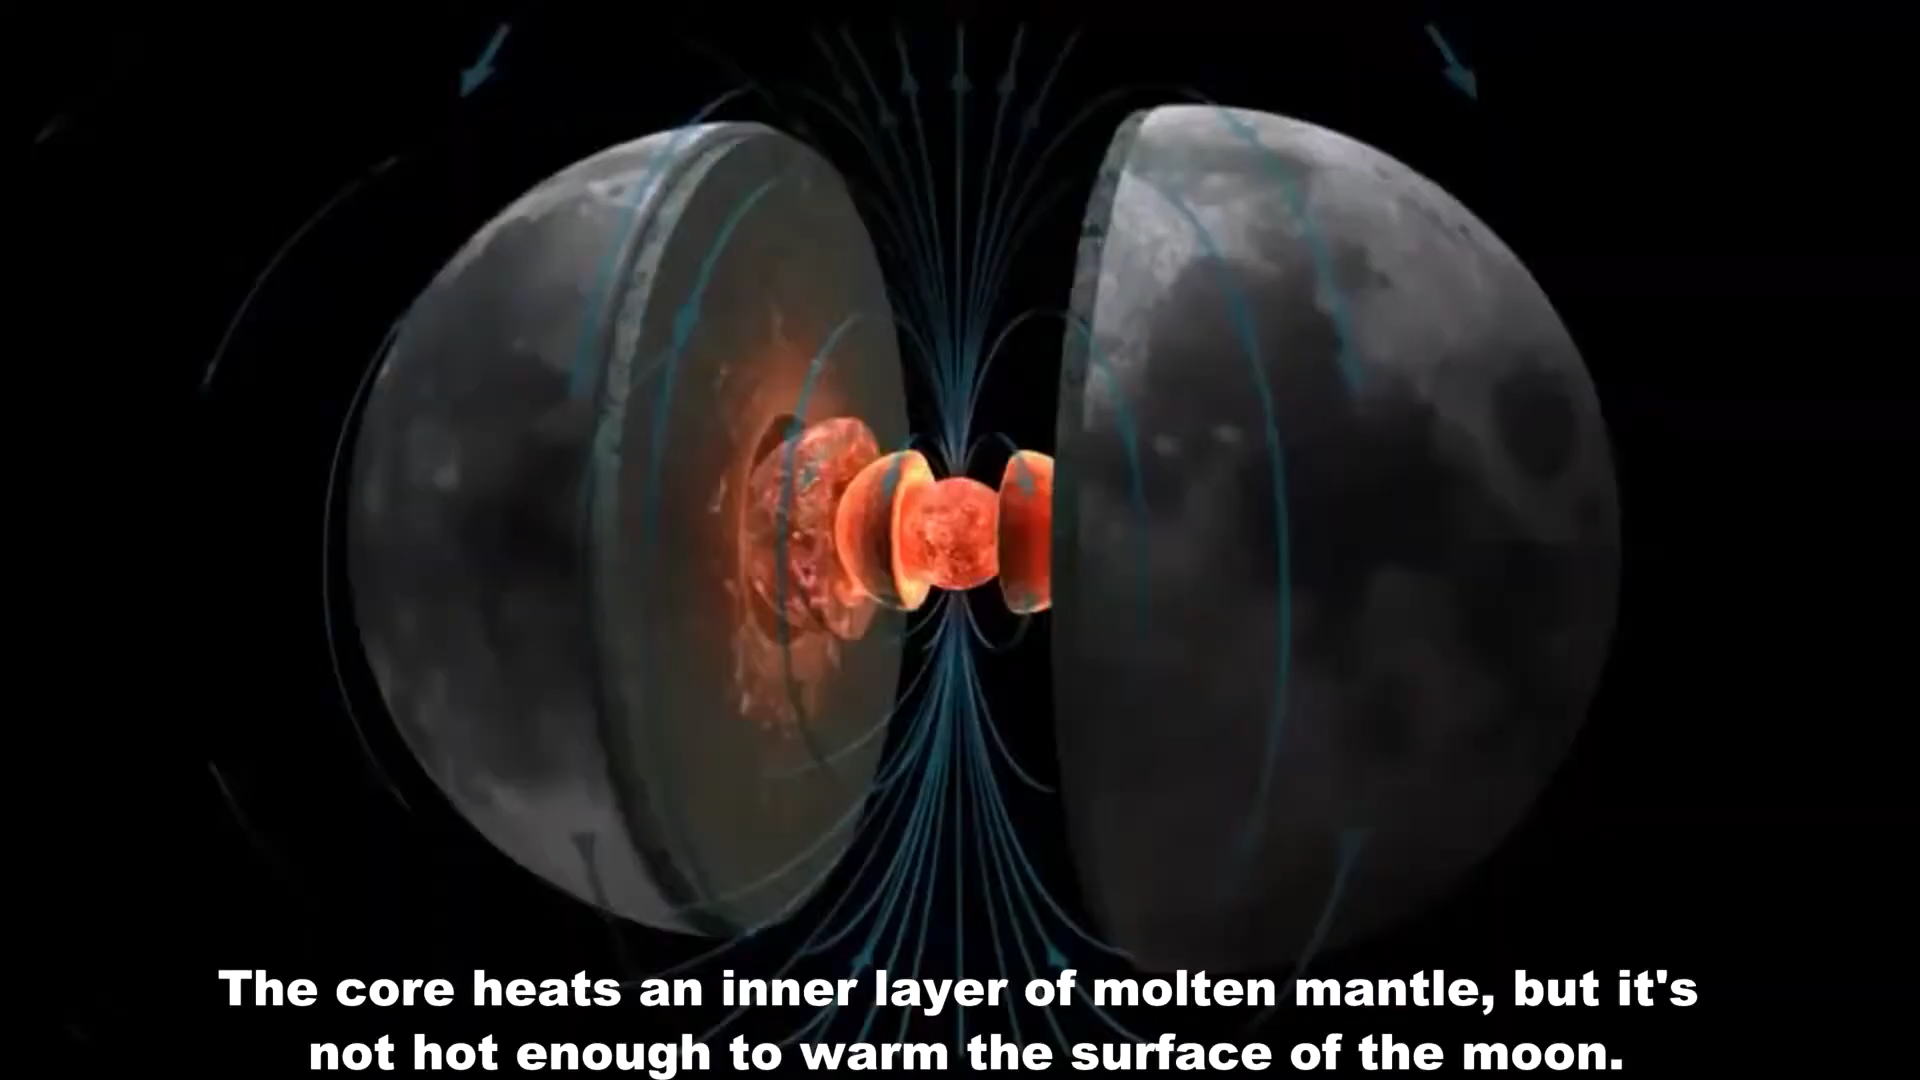 The core heats an inner layer of molten mantle, but it's
not hot enough to warm the surface of the moon.